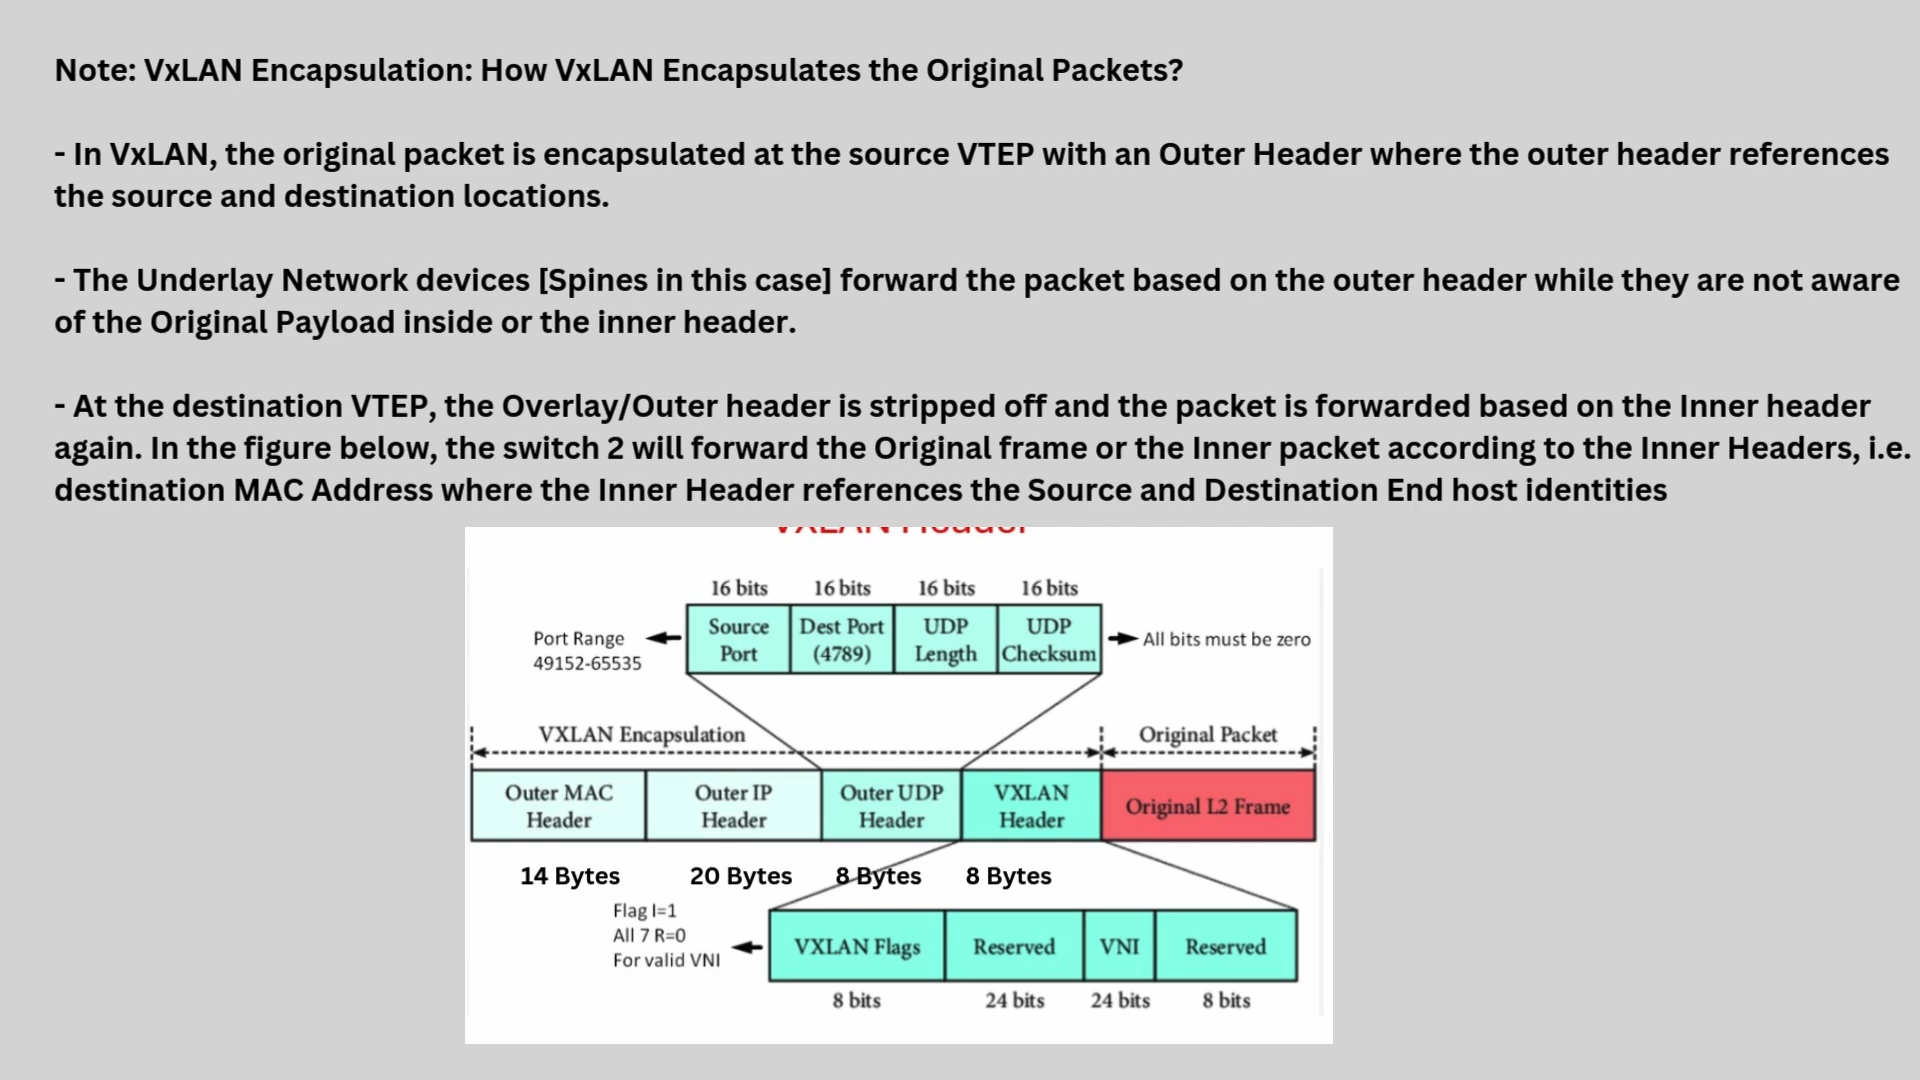 Note: VxLAN Encapsulation: How VxLAN Encapsulates the Original Packets?
- In VxLAN, the original packet is encapsulated at the source VTEP with an Outer Header where the outer header references
the source and destination locations.
- The Underlay Network devices [Spines in this case] forward the packet based on the outer header while they are not aware
of the Original Payload inside or the inner header.
- At the destination VTEP, the Overlay/Outer header is stripped off and the packet is forwarded based on the Inner header
again. In the figure below, the switch 2 will forward the Original frame or the Inner packet according to the Inner Headers, i.e.
destination MAC Address where the Inner Header references the Source and Destination End host identities
VXLAN Header
16 bits 16 bits 16 bits 16 bits
Source Port
Dest Port (4789)
UDP Length
UDP Checksum
Port Range
49152-65535
All bits must be zero
VXLAN Encapsulation
Original Packet
Outer MAC Header
Outer IP Header
Outer UDP Header
VXLAN Header
Original L2 Frame
14 Bytes 20 Bytes 8 Bytes 8 Bytes
Flag I=1
All 7 R=0
For valid VNI
VXLAN Flags Reserved VNI Reserved
8 bits 24 bits 24 bits 8 bits